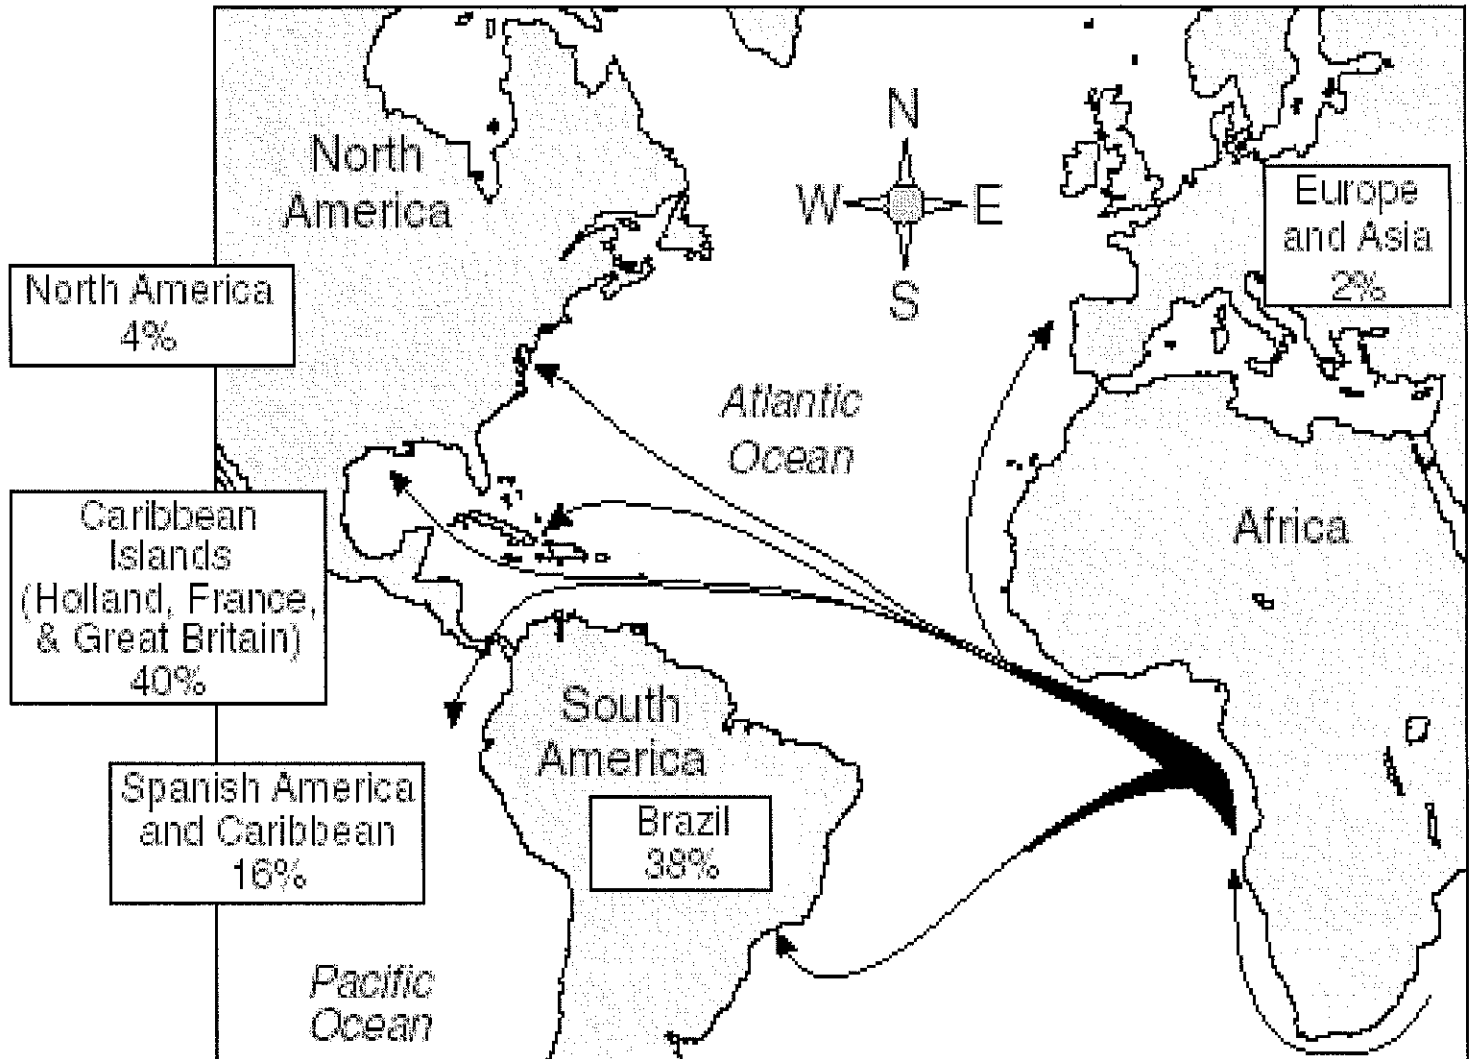 North
America
N
W
E
S
Europe
and Asia
2%
North America
4%
Atlantic
Ocean
Caribbean
Islands
(Holland, France,
& Great Britain)
40%
Africa
South
America
Spanish America
and Caribbean
16%
Brazil
38%
Pacific
Ocean